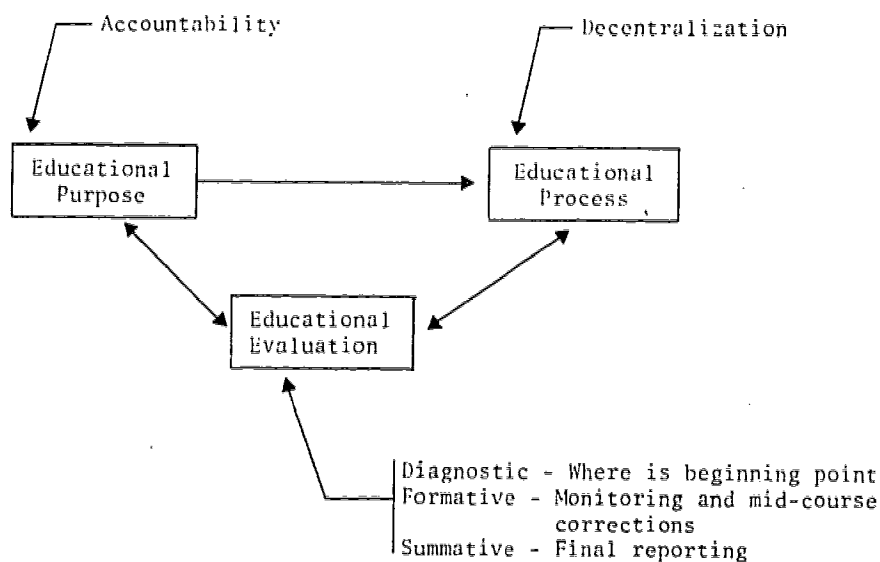 Accountability
Decentralization
Educational
Purpose
Educational
Process
Educational
Evaluation
Diagnostic - Where is beginning point
Formative - Monitoring and mid-course
corrections
Summative - Final reporting